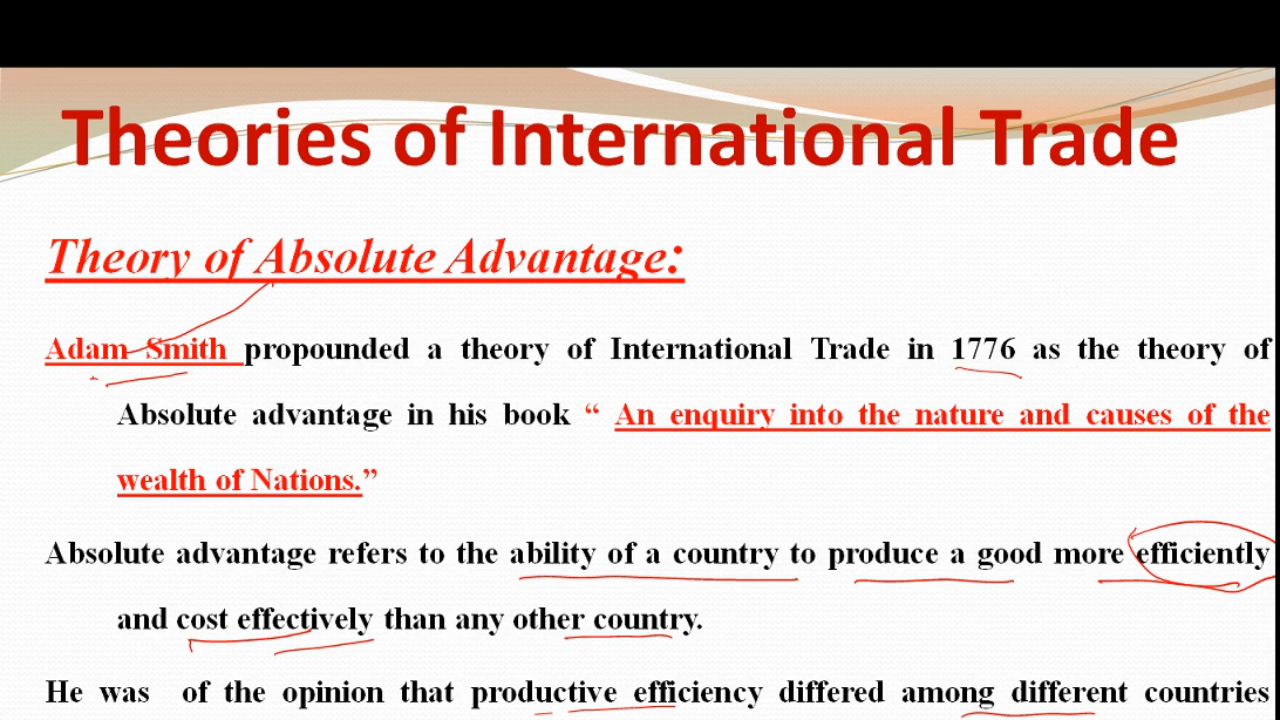 Theories of International Trade
Theory of Absolute Advantage:
Adam Smith propounded a theory of International Trade in 1776 as the theory of
Absolute advantage in his book “ An enquiry into the nature and causes of the
wealth of Nations.”
Absolute advantage refers to the ability of a country to produce a good more efficiently
and cost effectively than any other country.
He was of the opinion that productive efficiency differed among different countries